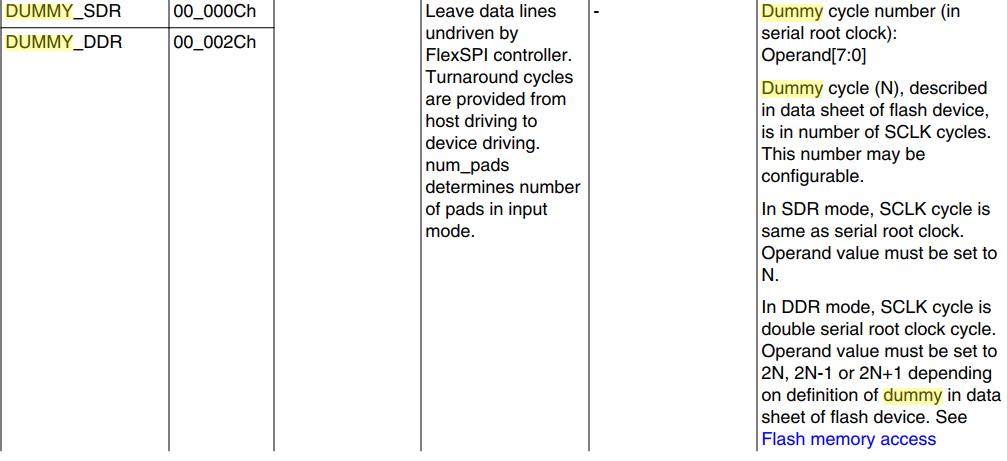 DUMMY_SDR
00_000Ch
DUMMY_DDR
00_002Ch
Leave data lines
undriven by
FlexSPI controller.
Turnaround cycles
are provided from
host driving to
device driving.
num_pads
determines number
of pads in input
mode.
-
Dummy cycle number (in
serial root clock):
Operand[7:0]
Dummy cycle (N), described
in data sheet of flash device,
is in number of SCLK cycles.
This number may be
configurable.
In SDR mode, SCLK cycle is
same as serial root clock.
Operand value must be set to
N.
In DDR mode, SCLK cycle is
double serial root clock cycle.
Operand value must be set to
2N, 2N-1 or 2N+1 depending
on definition of dummy in data
sheet of flash device. See
Flash memory access